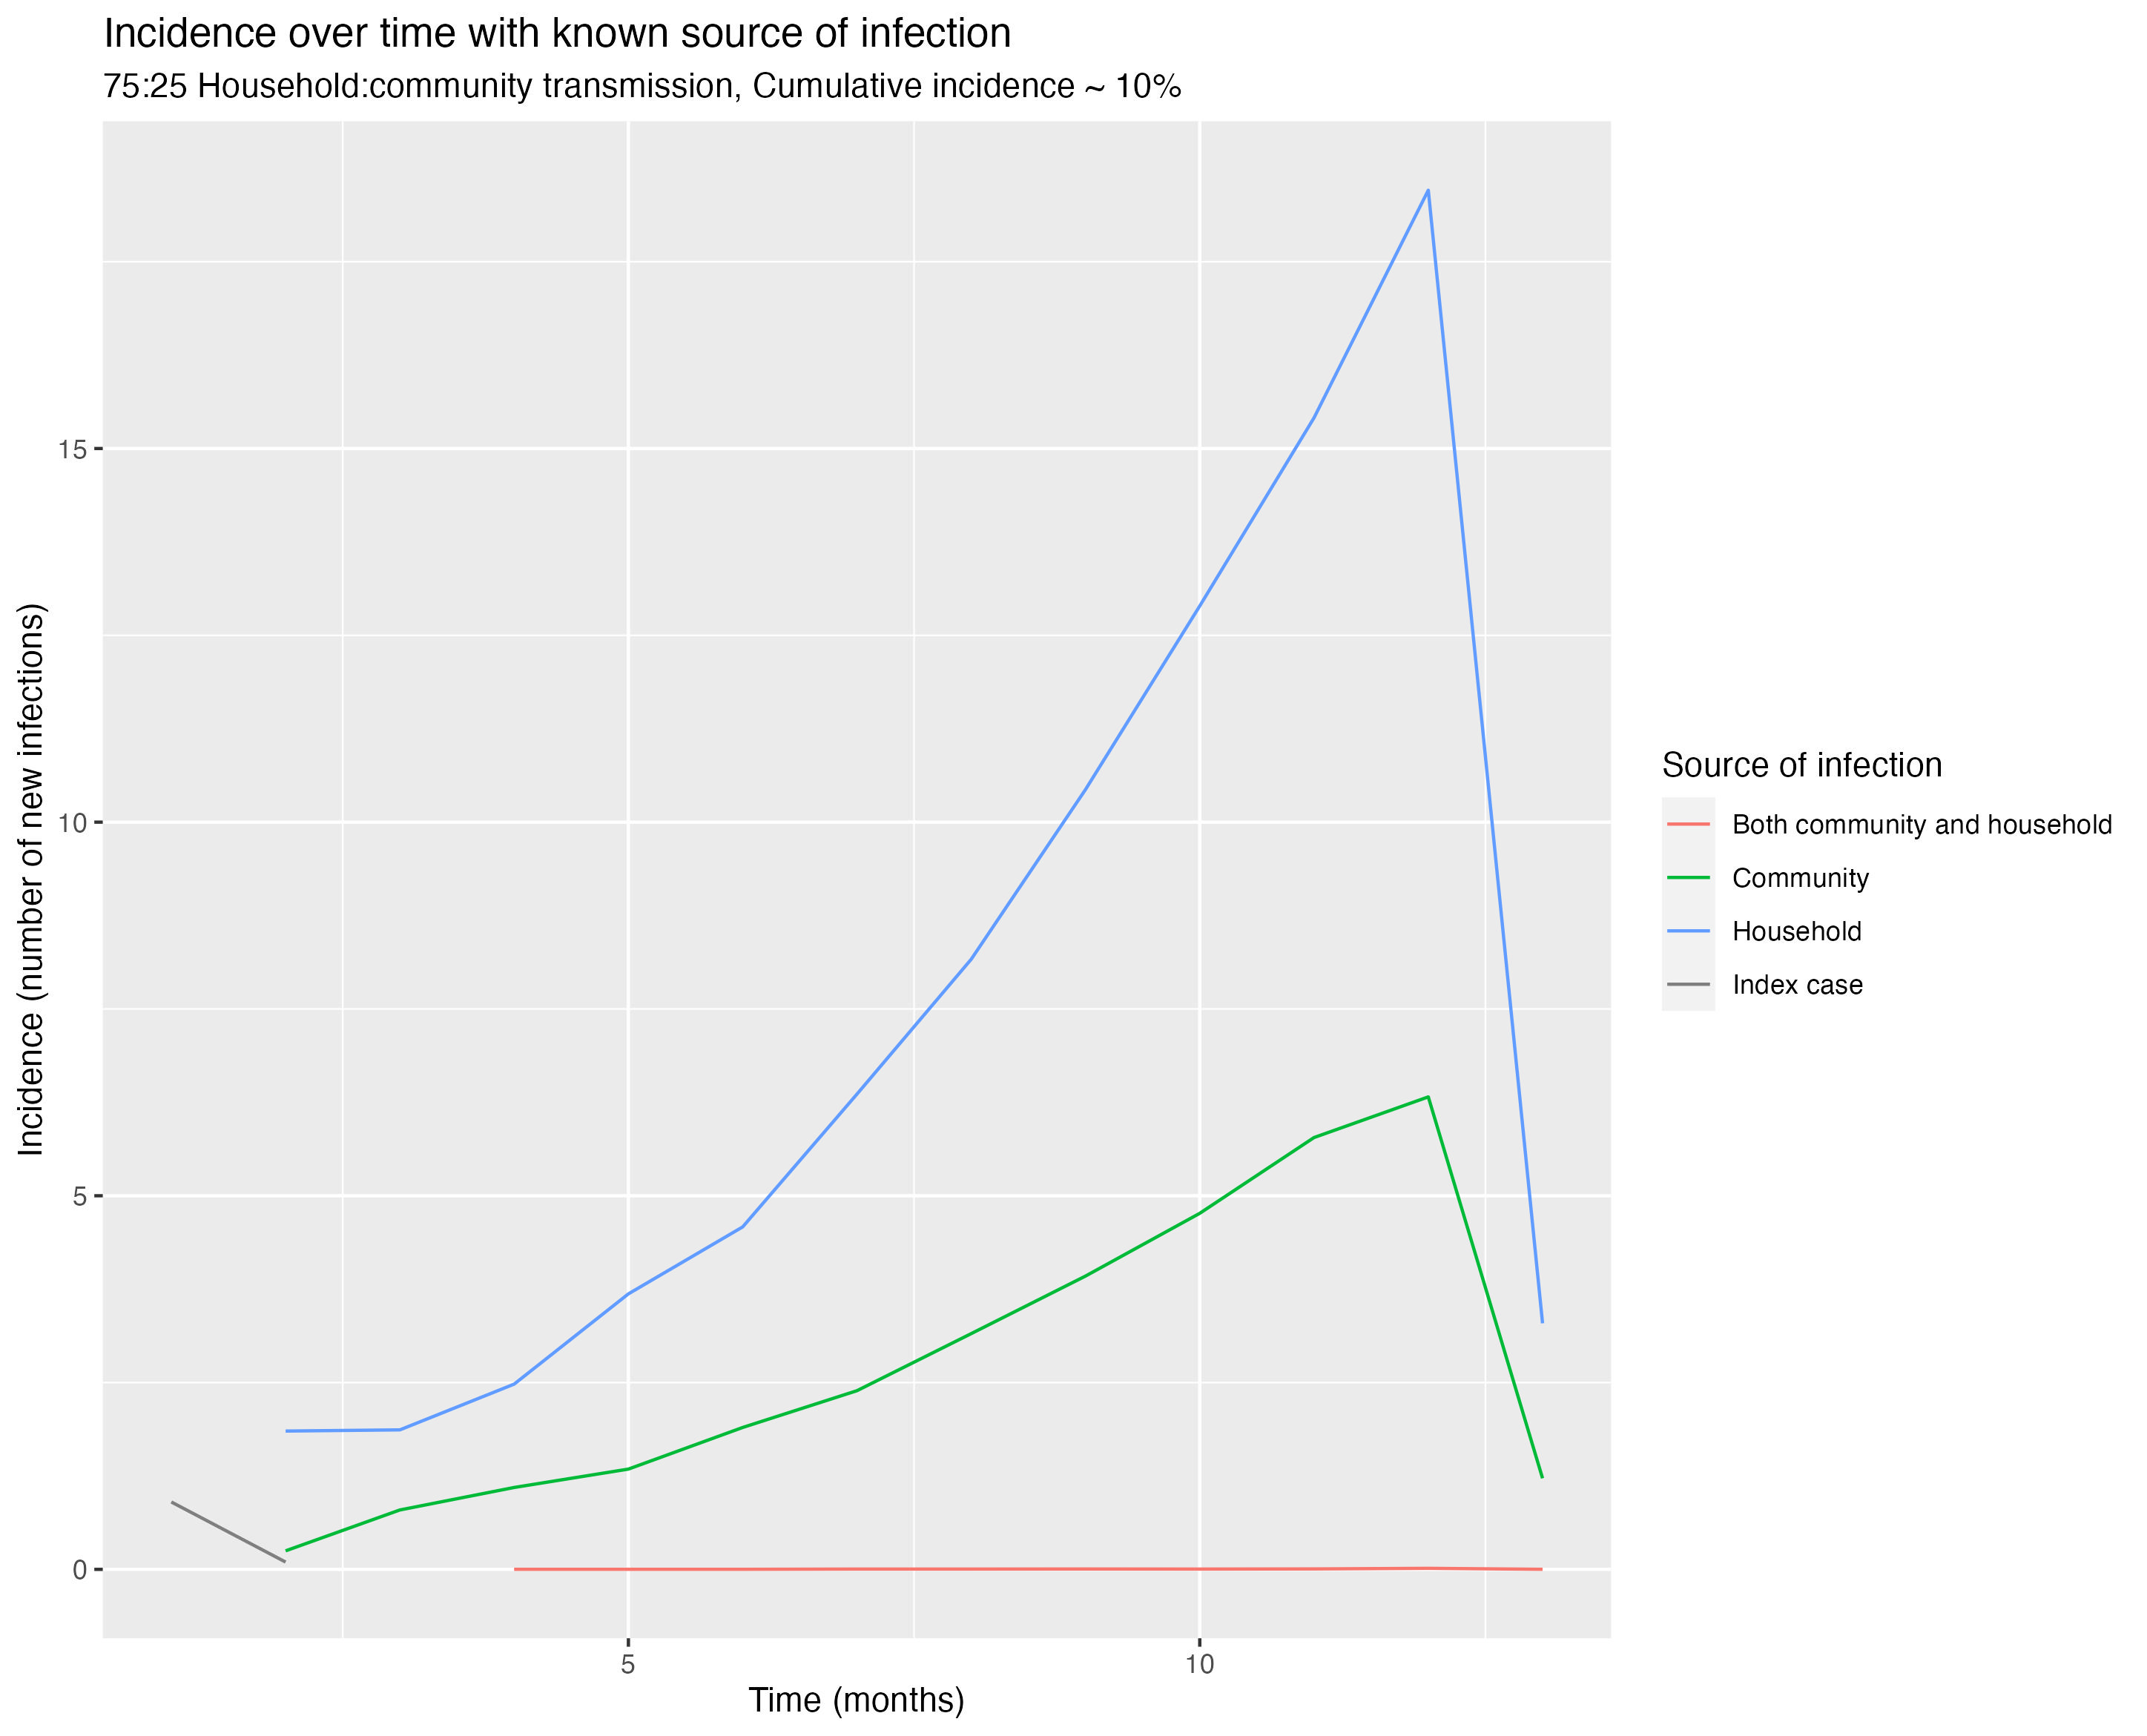 Incidence over time with known source of infection
75:25 Household:community transmission, Cumulative incidence ~ 10%
Incidence (number of new infections)
15
10
5
0
5
10
Time (months)
Source of infection
Both community and household
Community
Household
Index case